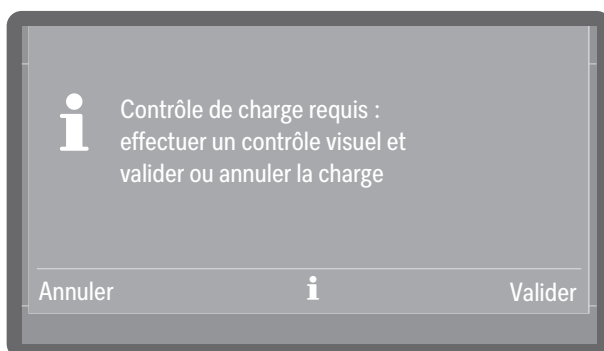 Contrôle de charge requis :
effectuer un contrôle visuel et
valider ou annuler la charge
Annuler i Valider